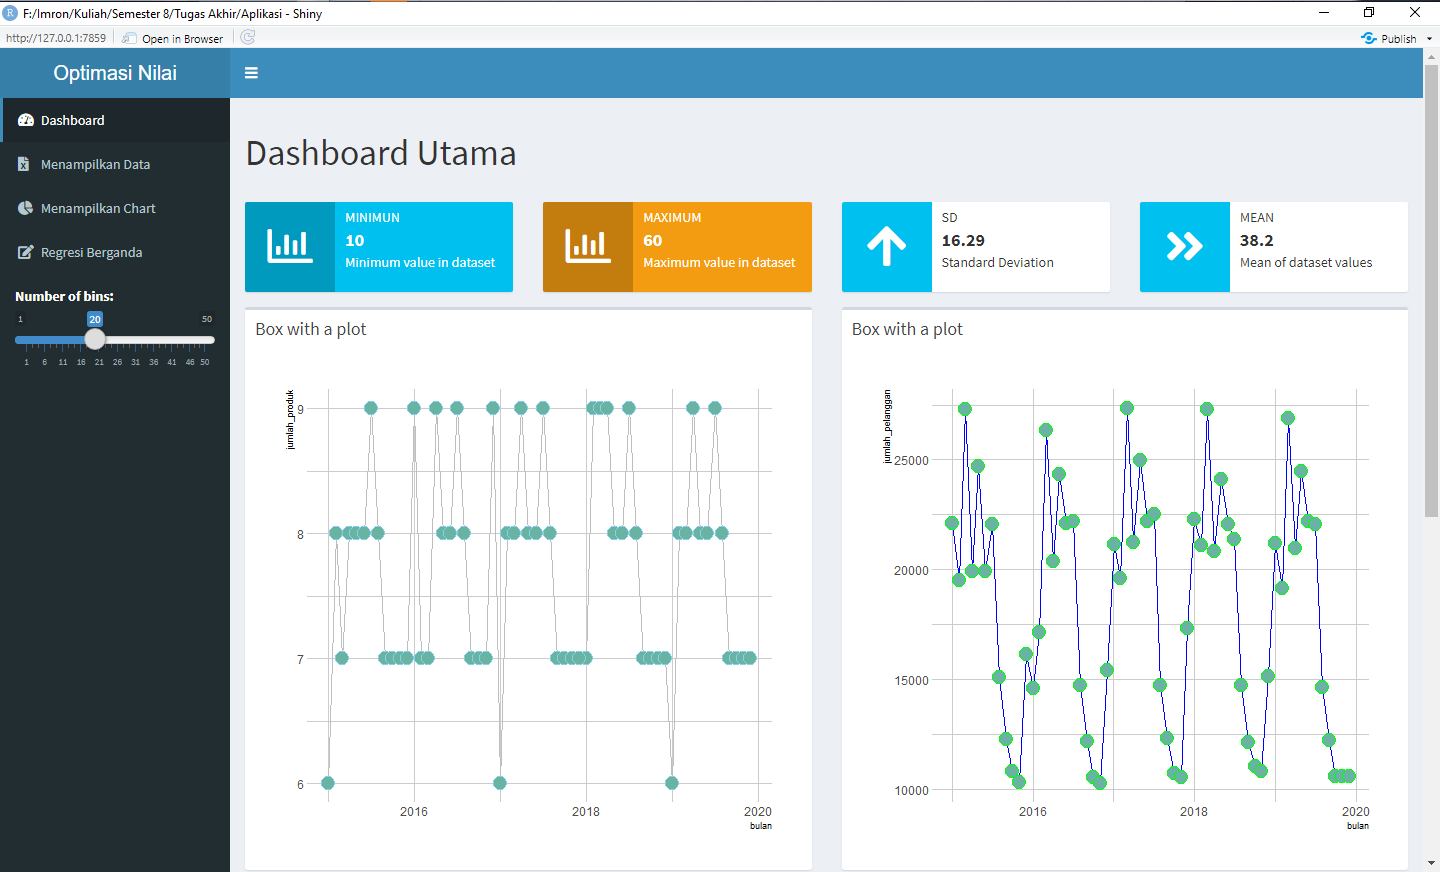 F:/Imron/Kuliah/Semester 8/Tugas Akhir/Aplikasi - Shiny
http://127.0.0.1:7859
Open in Browser
Publish
Optimasi Nilai
Dashboard
Menampilkan Data
Menampilkan Chart
Regresi Berganda
Number of bins:
1 20 50
1 6 11 16 21 26 31 36 41 46 50
Dashboard Utama
MINIMUN
10
Minimum value in dataset
MAXIMUM
60
Maximum value in dataset
SD
16.29
Standard Deviation
MEAN
38.2
Mean of dataset values
Box with a plot
jumlah_produk
9
8
7
6
2016 2018 2020
bulan
Box with a plot
jumlah_pelanggan
25000
20000
15000
10000
2016 2018 2020
bulan